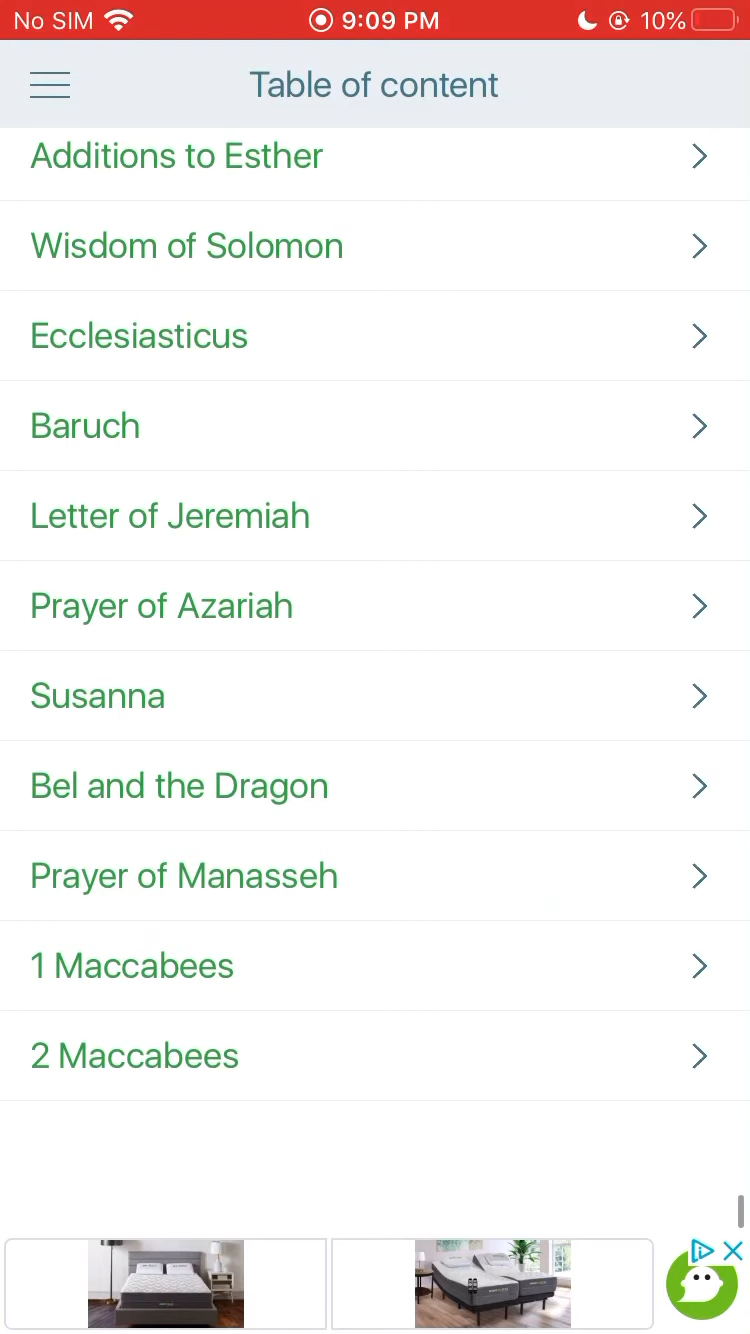 No SIM 9:09 PM 10%
Table of content
Additions to Esther
Wisdom of Solomon
Ecclesiasticus
Baruch
Letter of Jeremiah
Prayer of Azariah
Susanna
Bel and the Dragon
Prayer of Manasseh
1 Maccabees
2 Maccabees